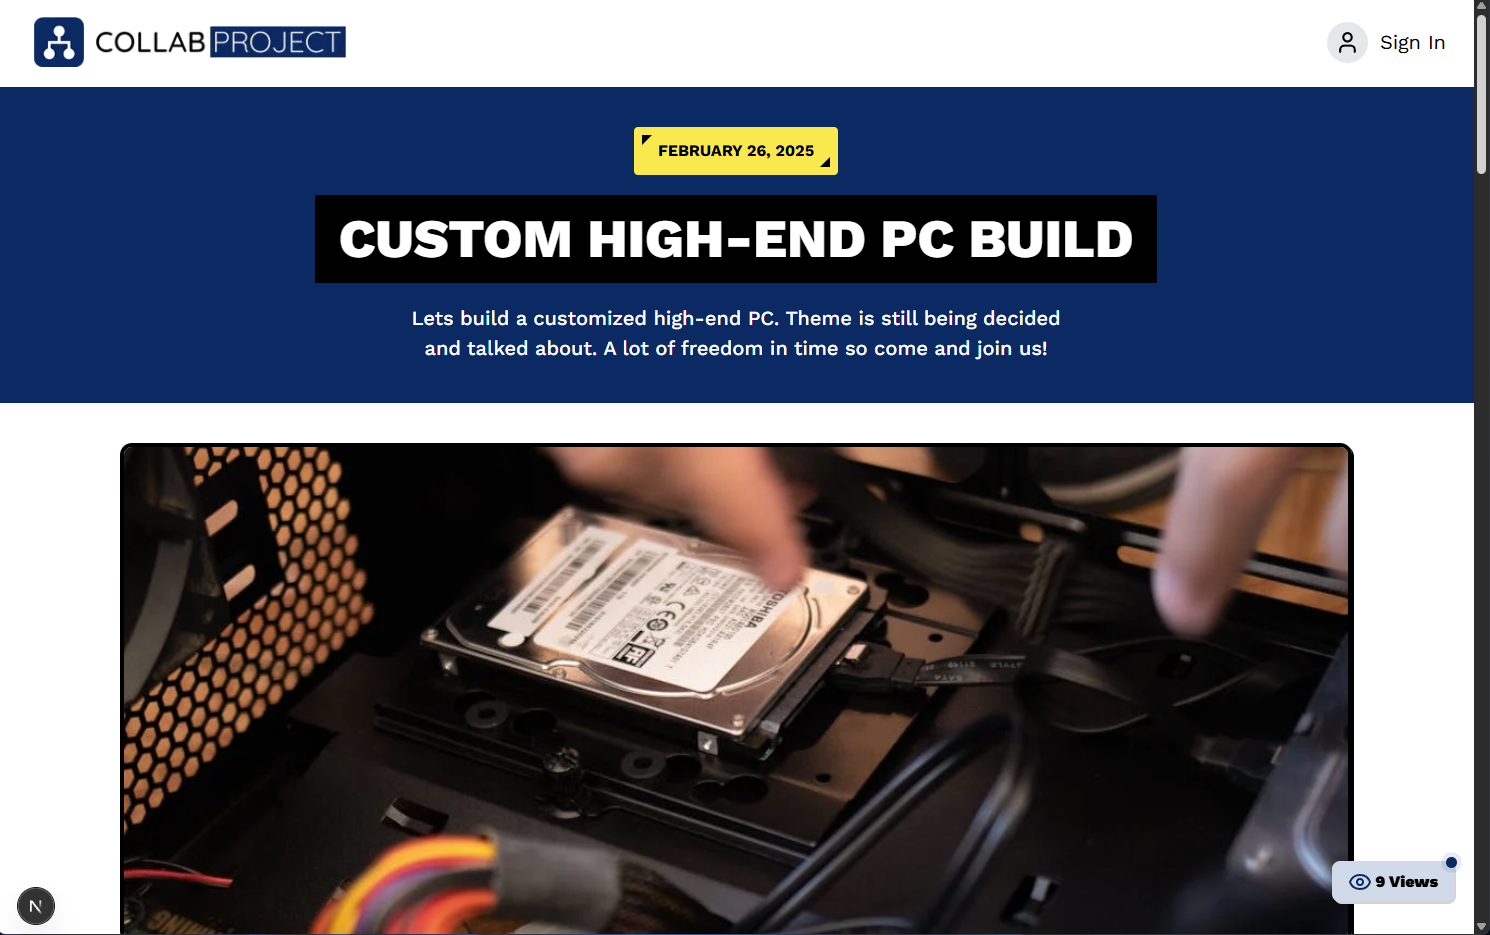 COLLAB PROJECT
Sign In
FEBRUARY 26, 2025
CUSTOM HIGH-END PC BUILD
Lets build a customized high-end PC. Theme is still being decided
and talked about. A lot of freedom in time so come and join us!
TOSHIBA
9 Views
N